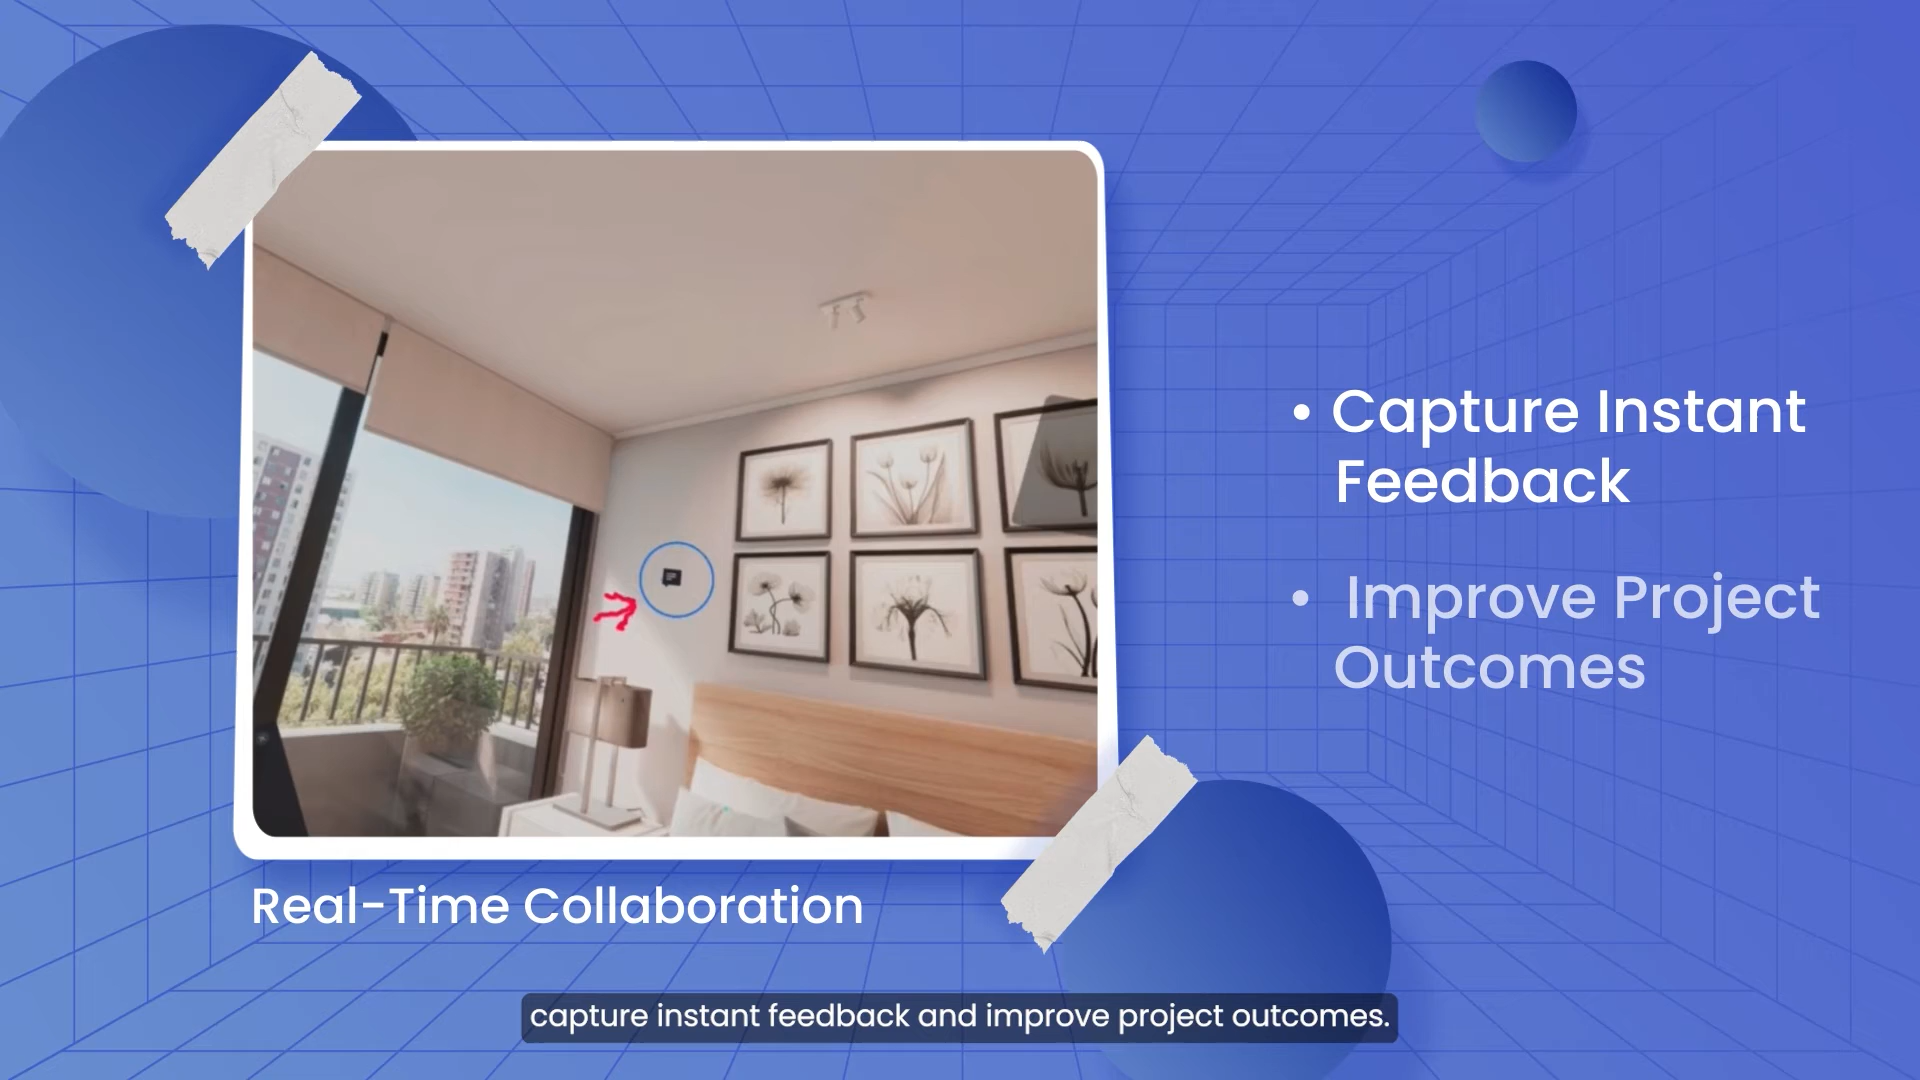 • Capture Instant
Feedback
• Improve Project
Outcomes
Real-Time Collaboration
capture instant feedback and improve project outcomes.